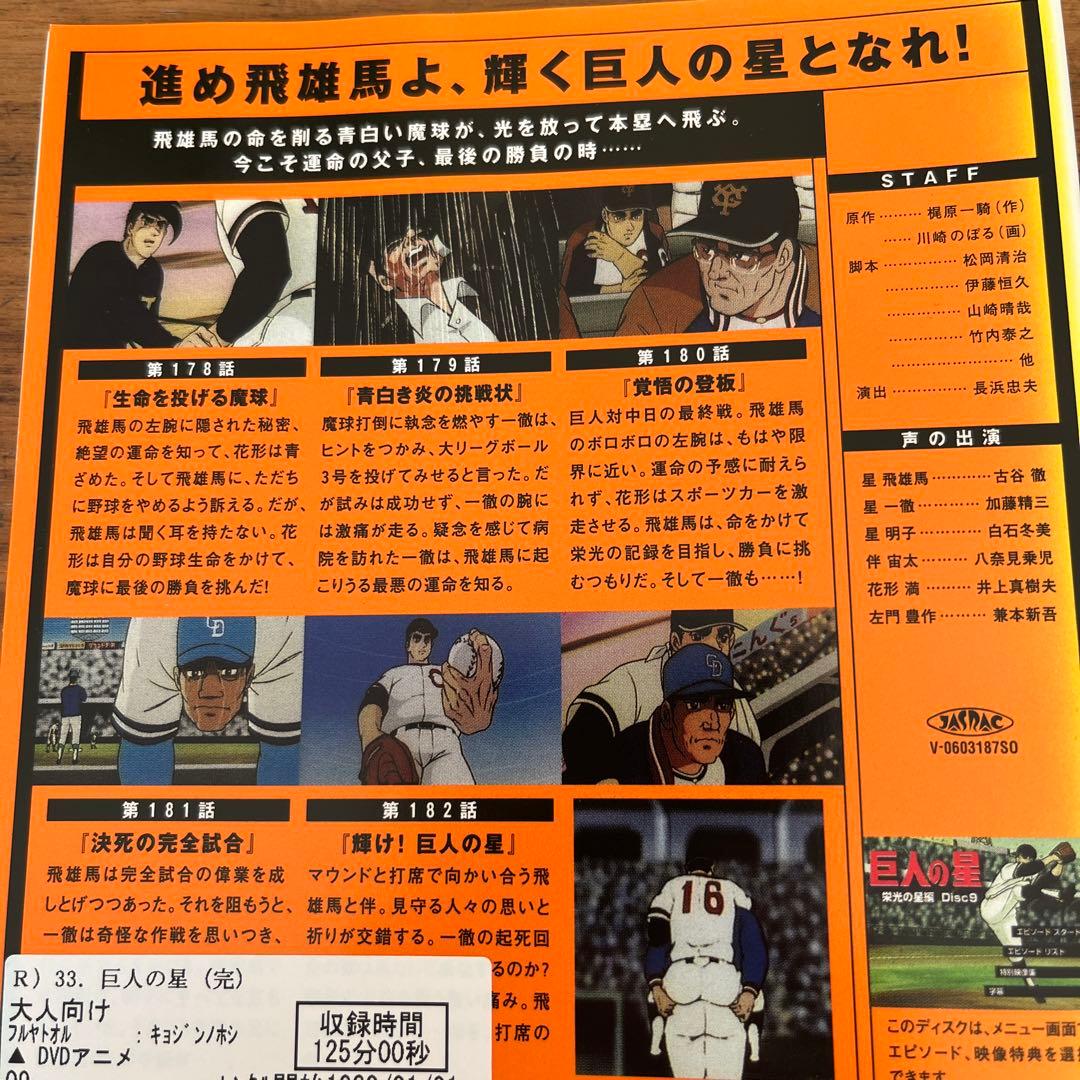 進め飛雄馬よ、輝く巨人の星となれ!
飛雄馬の命を削る青白い魔球が、光を放って本塁へ飛ぶ。
今こそ運命の父子、最後の勝負の時……
第178話
『生命を投げる魔球』
飛雄馬の左腕に隠された秘密、
絶望の運命を知って、花形は青
ざめた。そして飛雄馬に、ただち
に野球をやめるよう訴える。だが、
飛雄馬は聞く耳を持たない。花
形は自分の野球生命をかけて、
魔球に最後の勝負を挑んだ!
第179話
『青白き炎の挑戦状』
魔球打倒に執念を燃やす一徹は、
ヒントをつかみ、大リーグボール
3号を投げてみせると言った。だ
が試みは成功せず、一徹の腕に
は激痛が走る。疑念を感じて病
院を訪れた一徹は、飛雄馬に起
こりうる最悪の運命を知る。
第180話
『覚悟の登板』
巨人対中日の最終戦。飛雄馬
のボロボロの左腕は、もはや限
界に近い。運命の予感に耐えら
れず、花形はスポーツカーを激
走させる。飛雄馬は、命をかけて
栄光の記録を目指し、勝負に挑
むつもりだ。そして一徹も……!
第181話
『決死の完全試合』
飛雄馬は完全試合の偉業を成
しとげつつあった。それを阻もうと、
一徹は奇怪な作戦を思いつき、
第182話
『輝け! 巨人の星』
マウンドと打席で向かい合う飛
雄馬と伴。見守る人々の思いと
祈りが交錯する。一徹の起死回
るのか?
痛み。飛
打席の
16
STAFF
原作………梶原一騎(作)
……川崎のぼる(画)
脚本……………松岡清治
……………伊藤恒久
……………山崎晴哉
……………竹内泰之
……………他
演出……………長浜忠夫
声の出演
星 飛雄馬…………古谷 徹
星 一徹…………加藤精三
星 明子…………白石冬美
伴 宙太…………八奈見乗児
花形 満………井上真樹夫
左門 豊作………兼本新吾
JASRAC
V-0603187SO
巨人の星
栄光の星編 Disc9
エピソード スタート
エピソード リスト
特別映像集
字幕
このディスクは、メニュー画面
エピソード、映像特典を選
できます。
R) 33. 巨人の星 (完)
大人向け
フルヤトオル : キョジンノホシ
▲ DVDアニメ
収録時間
125分00秒